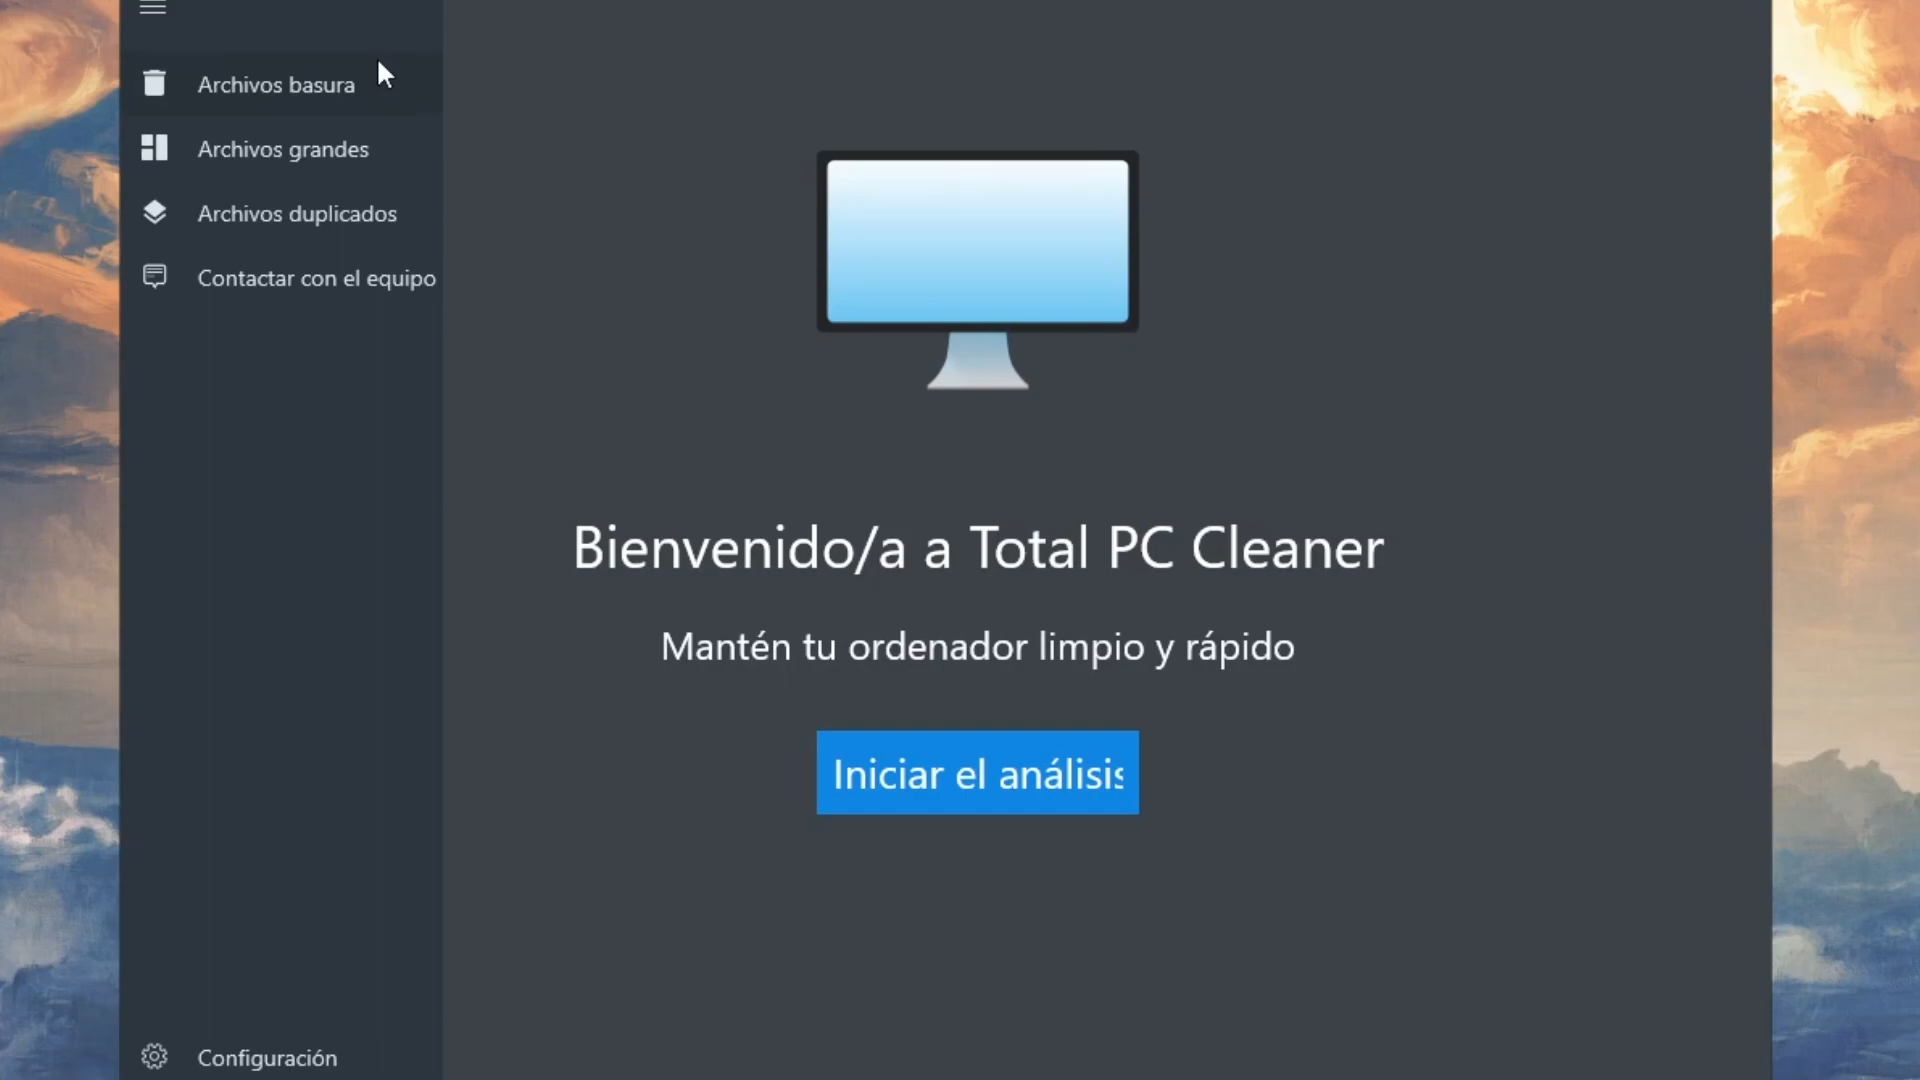 Archivos basura
Archivos grandes
Archivos duplicados
Contactar con el equipo
Bienvenido/a a Total PC Cleaner
Mantén tu ordenador limpio y rápido
Iniciar el análisis
Configuración